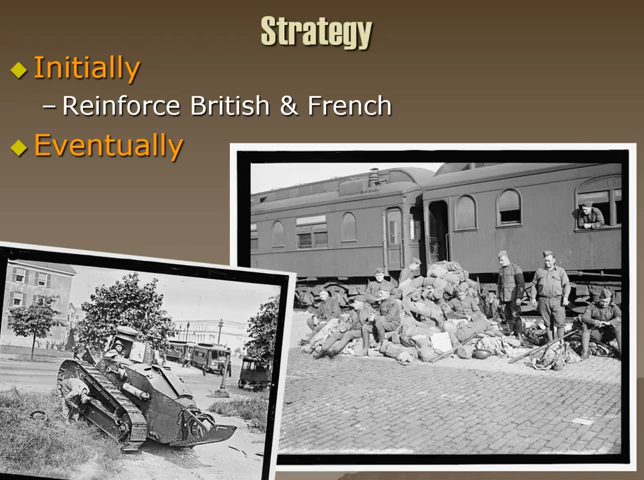 Strategy
Initially
– Reinforce British & French
Eventually